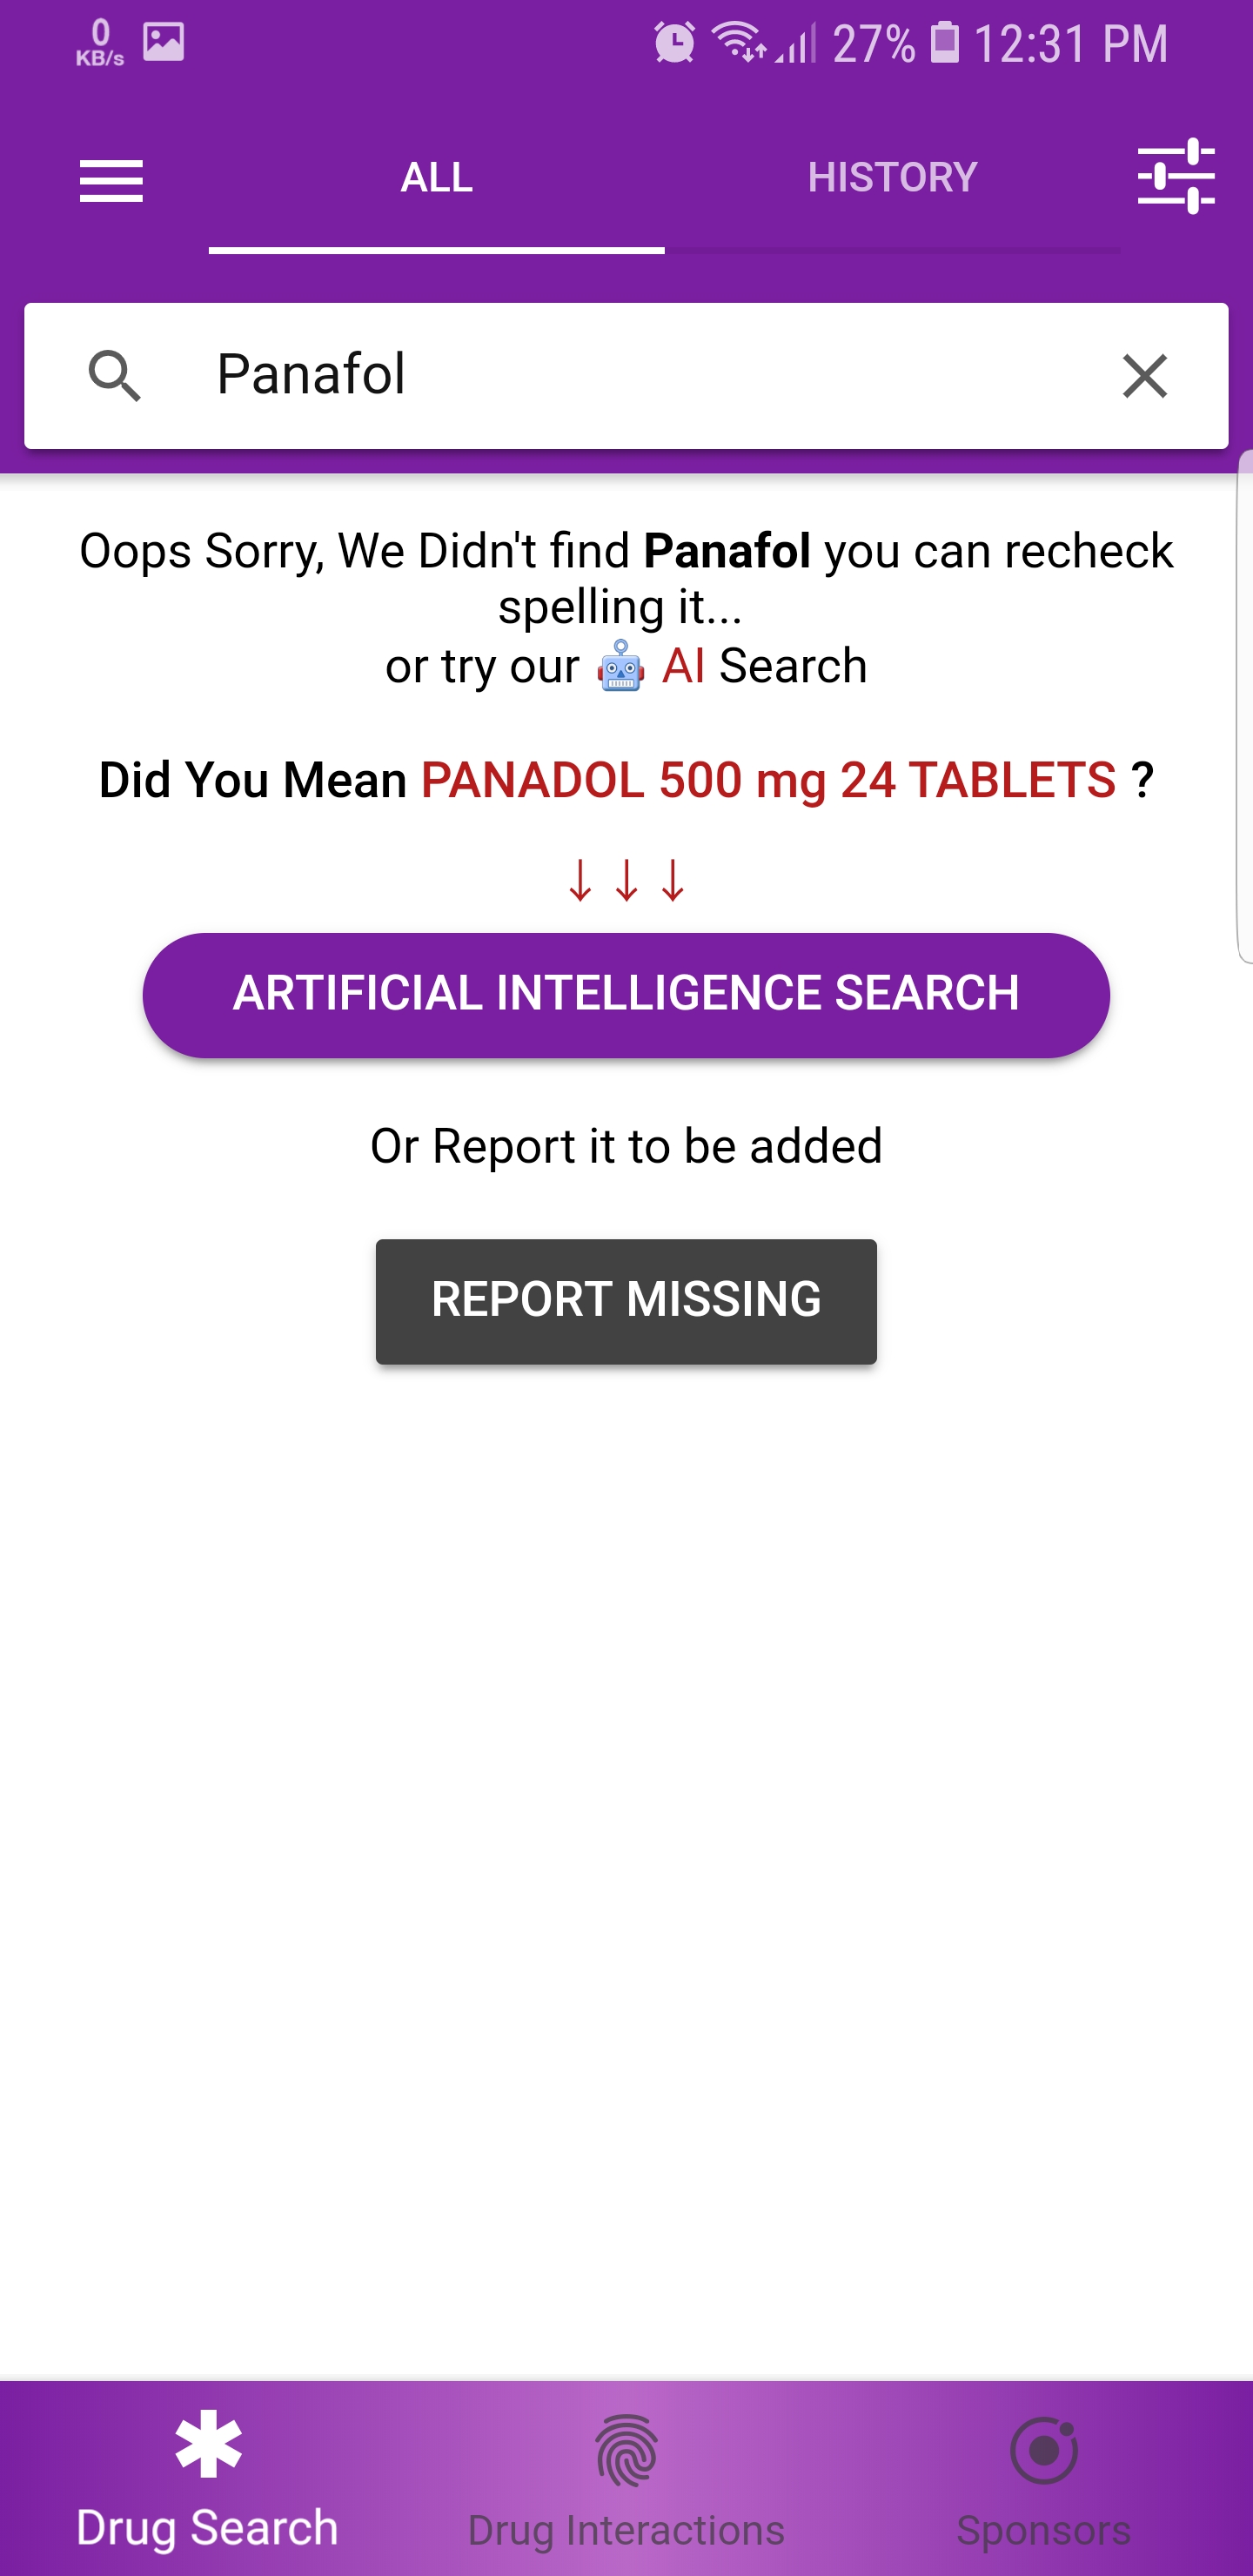 0
KB/s
27% 12:31 PM
ALL
HISTORY
Panafol
Oops Sorry, We Didn't find Panafol you can recheck
spelling it...
or try our 🤖 AI Search
Did You Mean PANADOL 500 mg 24 TABLETS ?
↓ ↓ ↓
ARTIFICIAL INTELLIGENCE SEARCH
Or Report it to be added
REPORT MISSING
Drug Search
Drug Interactions
Sponsors